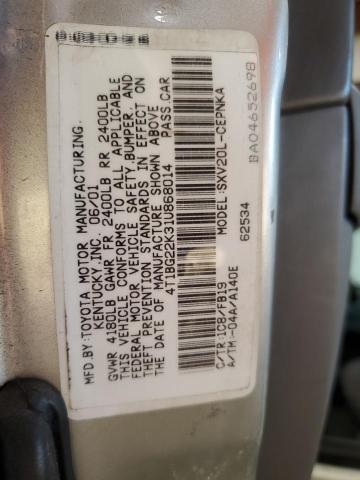 MFD.BY:TOYOTA MOTOR MANUFACTURING.
KENTUCKY,INC. 06/01
GVWR 4180LB GAWR FR 2400LB RR 2400LB
THIS VEHICLE CONFORMS TO ALL APPLICABLE
FEDERAL MOTOR VEHICLE SAFETY,BUMPER, AND
THEFT PREVENTION STANDARDS IN EFFECT ON
THE DATE OF MANUFACTURE SHOWN ABOVE
4T1BG22K31U868014 PASS.CAR
C/TR:1C8/FB19 MODEL:SXV20L-CEPNKA
A/TM:-04A/A140E 62534
BA04652698